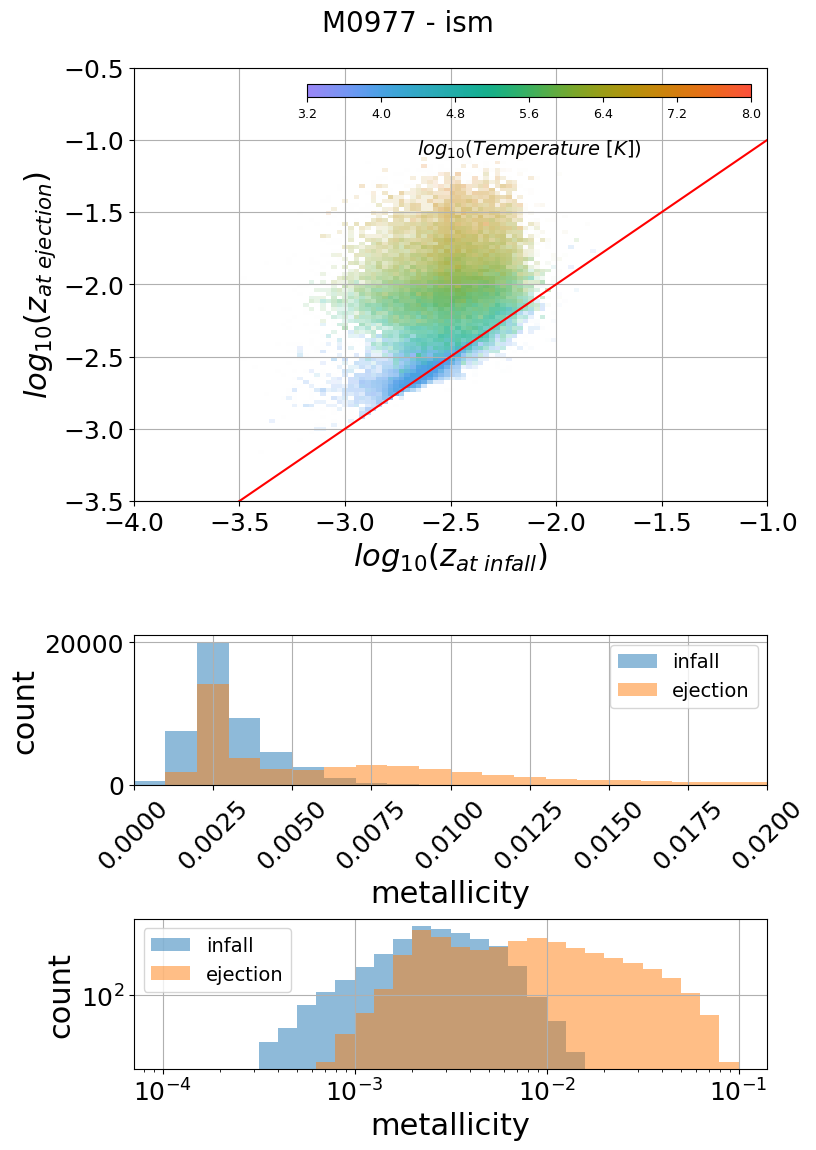 M0977 - ism
−0.5
−1.0
−1.5
−2.0
−2.5
−3.0
−3.5
log10(z at ejection)
3.2 4.0 4.8 5.6 6.4 7.2 8.0
log10(Temperature [K])
−4.0 −3.5 −3.0 −2.5 −2.0 −1.5 −1.0
log10(z at infall)
20000
0
count
infall
ejection
0.0000 0.0025 0.0050 0.0075 0.0100 0.0125 0.0150 0.0175 0.0200
metallicity
10²
count
infall
ejection
10⁻⁴ 10⁻³ 10⁻² 10⁻¹
metallicity